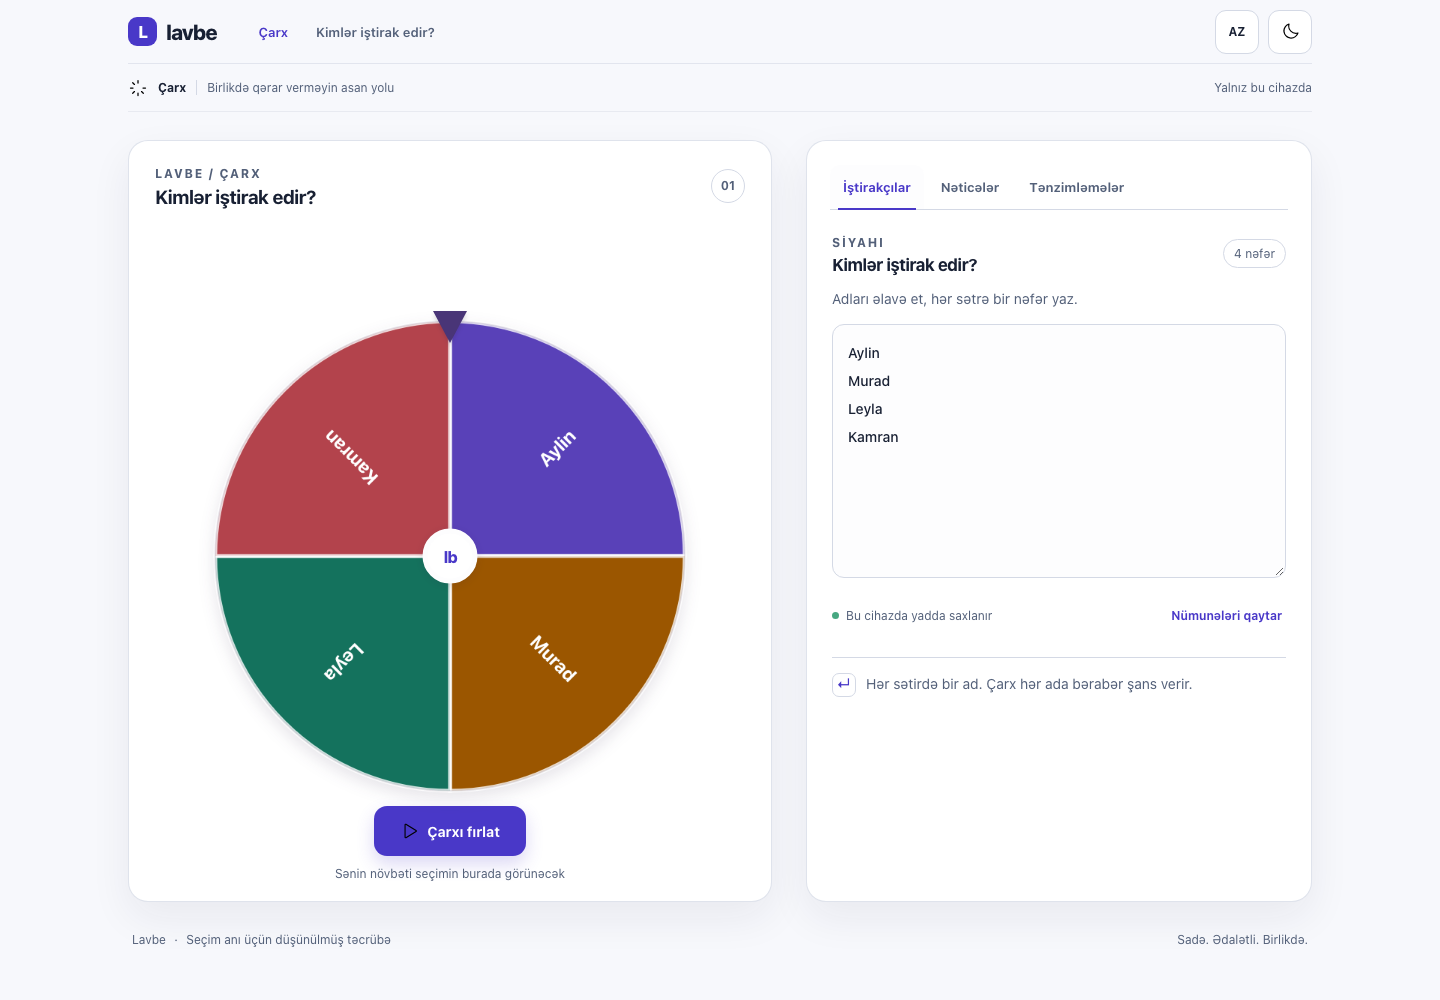 L lavbe Çarx Kimlər iştirak edir? AZ
Çarx Birlikdə qərar verməyin asan yolu Yalnız bu cihazda
LAVBE / ÇARX
Kimlər iştirak edir?
01
Kamran
Aylin
lb
Leyla
Murad
Çarxı fırlat
Sənin növbəti seçimin burada görünəcək
İştirakçılar Nəticələr Tənzimləmələr
SİYAHI
Kimlər iştirak edir?
4 nəfər
Adları əlavə et, hər sətrə bir nəfər yaz.
Aylin
Murad
Leyla
Kamran
Bu cihazda yadda saxlanır Nümunələri qaytar
Hər sətirdə bir ad. Çarx hər ada bərabər şans verir.
Lavbe · Seçim anı üçün düşünülmüş təcrübə Sadə. Ədalətli. Birlikdə.